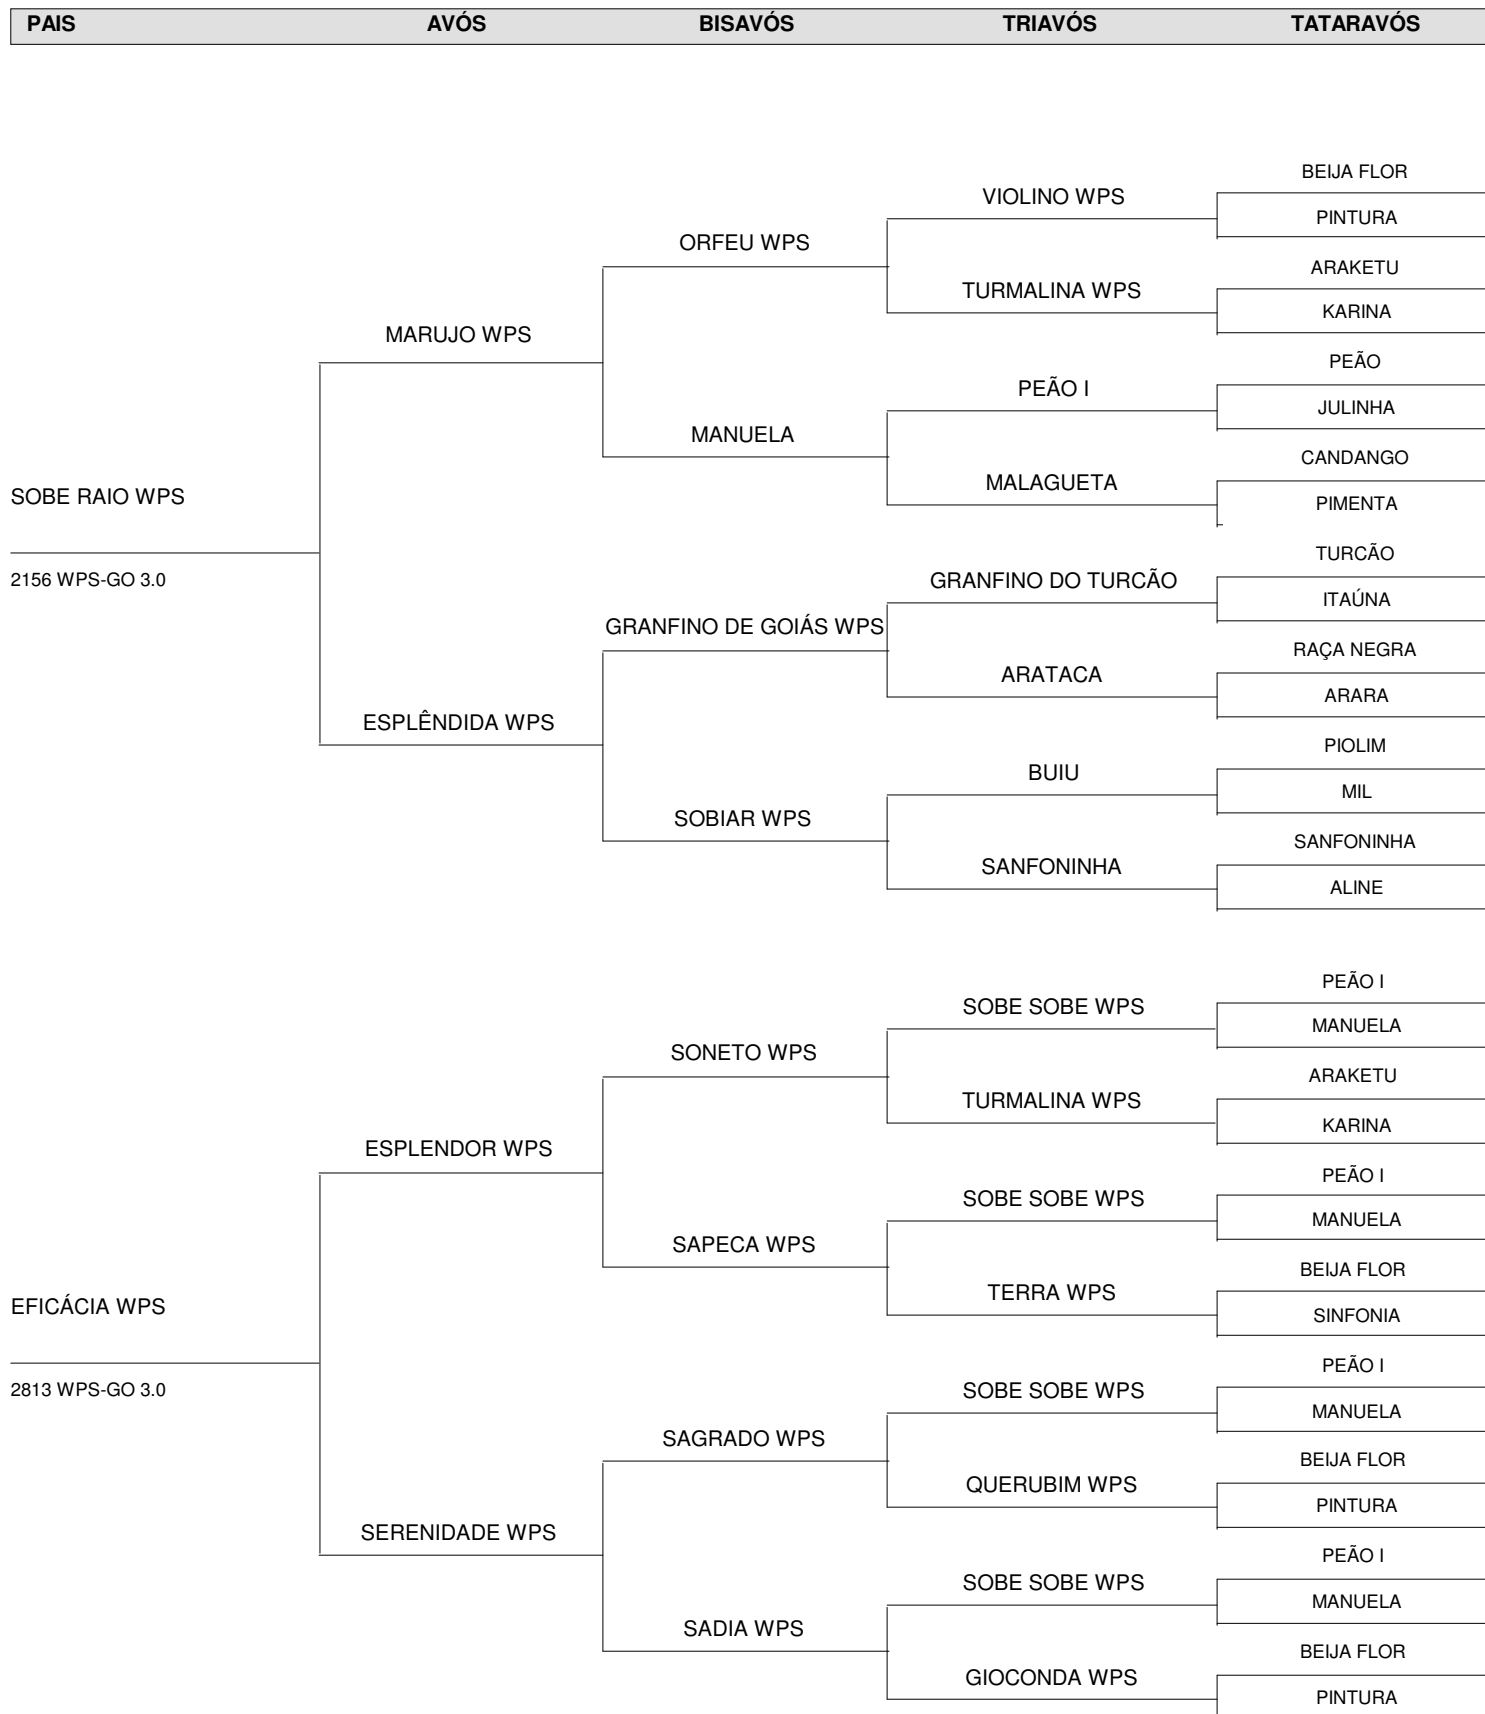 PAIS AVÓS BISAVÓS TRIAVÓS TATARAVÓS
BEIJA FLOR
VIOLINO WPS
PINTURA
ORFEU WPS
ARAKETU
TURMALINA WPS
KARINA
MARUJO WPS
PEÃO
PEÃO I
JULINHA
MANUELA
CANDANGO
MALAGUETA
SOBE RAIO WPS
PIMENTA
TURCÃO
2156 WPS-GO 3.0
GRANFINO DO TURCÃO
ITAÚNA
GRANFINO DE GOIÁS WPS
RAÇA NEGRA
ARATACA
ARARA
ESPLÊNDIDA WPS
PIOLIM
BUIU
MIL
SOBIAR WPS
SANFONINHA
SANFONINHA
ALINE
PEÃO I
SOBE SOBE WPS
MANUELA
SONETO WPS
ARAKETU
TURMALINA WPS
KARINA
ESPLENDOR WPS
PEÃO I
SOBE SOBE WPS
MANUELA
SAPECA WPS
BEIJA FLOR
TERRA WPS
EFICÁCIA WPS
SINFONIA
PEÃO I
2813 WPS-GO 3.0
SOBE SOBE WPS
MANUELA
SAGRADO WPS
BEIJA FLOR
QUERUBIM WPS
PINTURA
SERENIDADE WPS
PEÃO I
SOBE SOBE WPS
MANUELA
SADIA WPS
BEIJA FLOR
GIOCONDA WPS
PINTURA